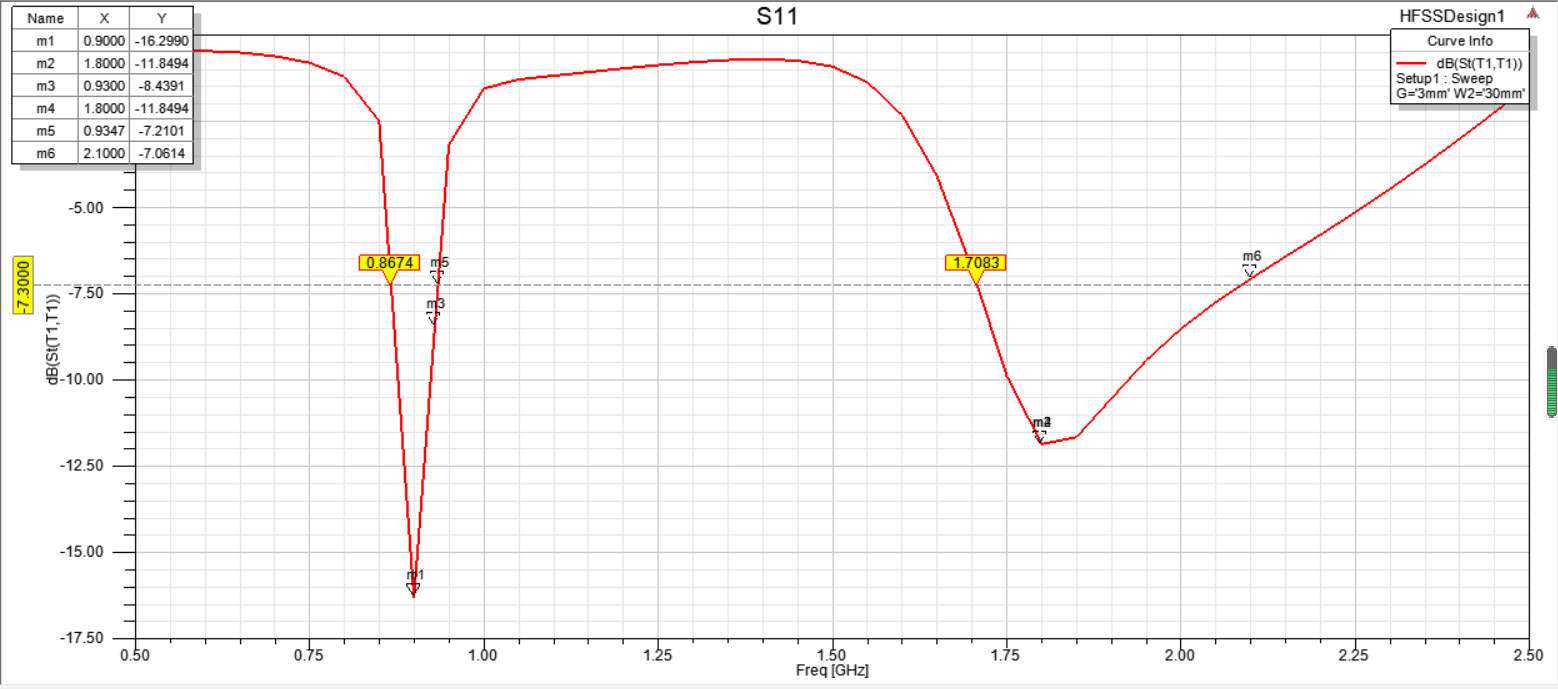 S11
HFSSDesign1
Name X Y
m1 0.9000 -16.2990
m2 1.8000 -11.8494
m3 0.9300 -8.4391
m4 1.8000 -11.8494
m5 0.9347 -7.2101
m6 2.1000 -7.0614
Curve Info
dB(St(T1,T1))
Setup1 : Sweep
G='3mm' W2='30mm'
-5.00
-7.50
-10.00
-12.50
-15.00
-17.50
-7.3000
dB(St(T1,T1))
0.8674
m5
m3
m1
1.7083
m6
0.50 0.75 1.00 1.25 1.50 1.75 2.00 2.25 2.50
Freq [GHz]